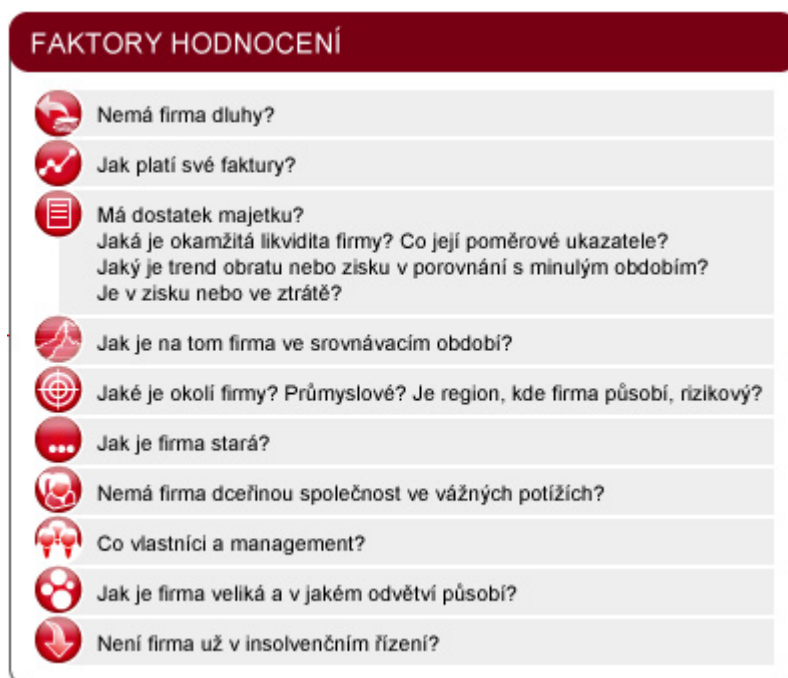 FAKTORY HODNOCENÍ
Nemá firma dluhy?
Jak platí své faktury?
Má dostatek majetku?
Jaká je okamžitá likvidita firmy? Co její poměrové ukazatele?
Jaký je trend obratu nebo zisku v porovnání s minulým obdobím?
Je v zisku nebo ve ztrátě?
Jak je na tom firma ve srovnávacím období?
Jaké je okolí firmy? Průmyslové? Je region, kde firma působí, rizikový?
Jak je firma stará?
Nemá firma dceřinou společnost ve vážných potížích?
Co vlastníci a management?
Jak je firma veliká a v jakém odvětví působí?
Není firma už v insolvenčním řízení?